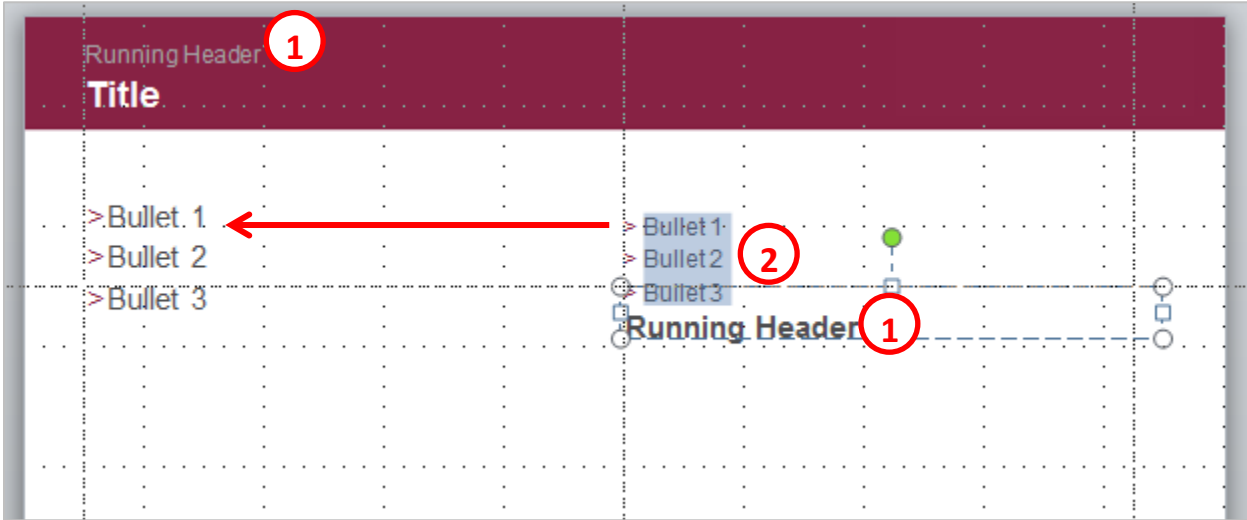 Running Header 1
Title
>Bullet 1
>Bullet 2
>Bullet 3
> Bullet 1
> Bullet 2
> Bullet 3
2
Running Header 1